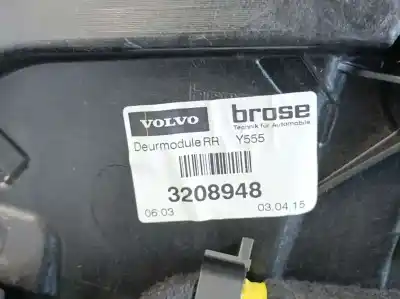 VOLVO brose
Technik für Automobile
Deurmodule RR Y555
3208948
06:03 03.04.15